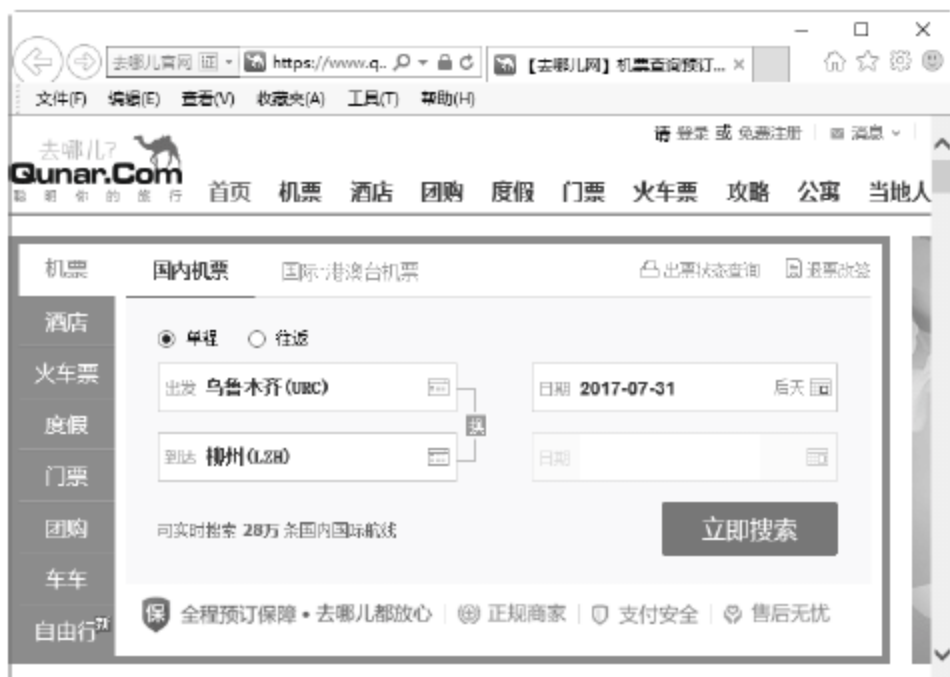 去哪儿官网 证 https://www.q.. 【去哪儿网】机票查询预订... ×
文件(F) 编辑(E) 查看(V) 收藏夹(A) 工具(T) 帮助(H)
请 登录 或 免费注册 消息
去哪儿?
Qunar.Com
聪明你的旅行
首页 机票 酒店 团购 度假 门票 火车票 攻略 公寓 当地人
机票 国内机票 国际·港澳台机票 出票状态查询 退票改签
酒店
单程 往返
火车票
出发 乌鲁木齐(URC) 日期 2017-07-31 后天
度假
换
到达 柳州(LZH) 日期
门票
团购
可实时搜索 28万 条国内国际航线 立即搜索
车车
保 全程预订保障·去哪儿都放心 正规商家 支付安全 售后无忧
自由行